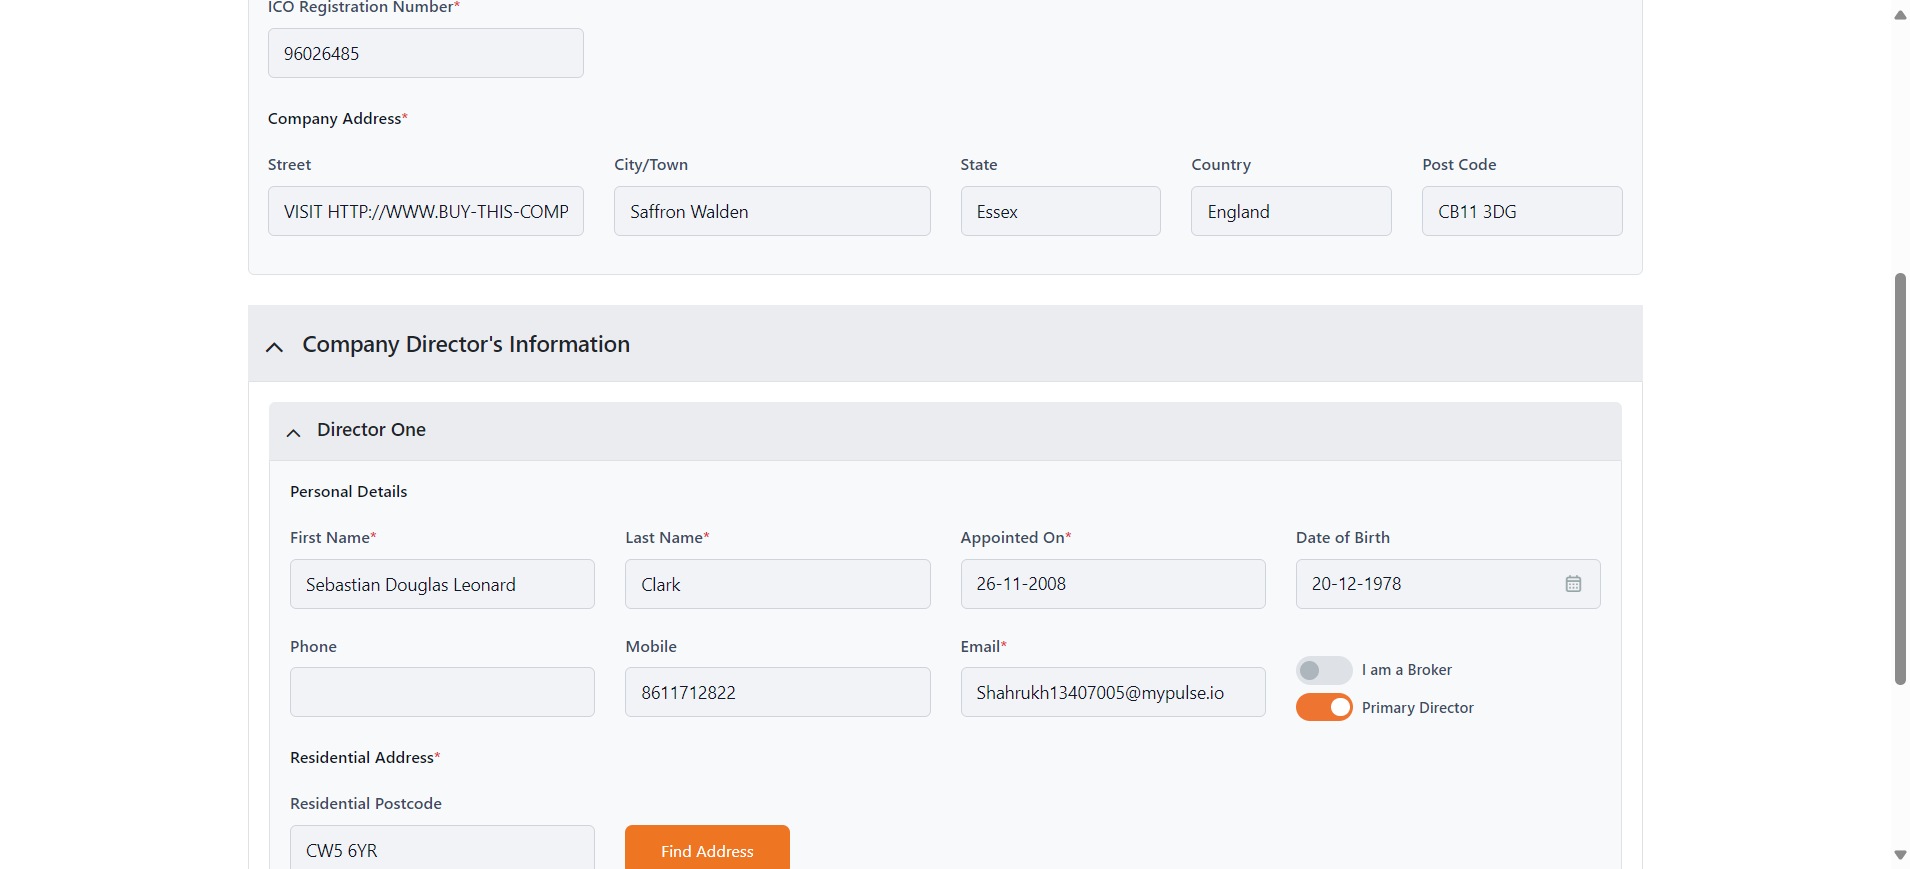 ICO Registration Number*
96026485
Company Address*
Street City/Town State Country Post Code
VISIT HTTP://WWW.BUY-THIS-COMP Saffron Walden Essex England CB11 3DG
Company Director's Information
Director One
Personal Details
First Name* Last Name* Appointed On* Date of Birth
Sebastian Douglas Leonard Clark 26-11-2008 20-12-1978
Phone Mobile Email*
I am a Broker
8611712822 Shahrukh13407005@mypulse.io
Primary Director
Residential Address*
Residential Postcode
CW5 6YR Find Address